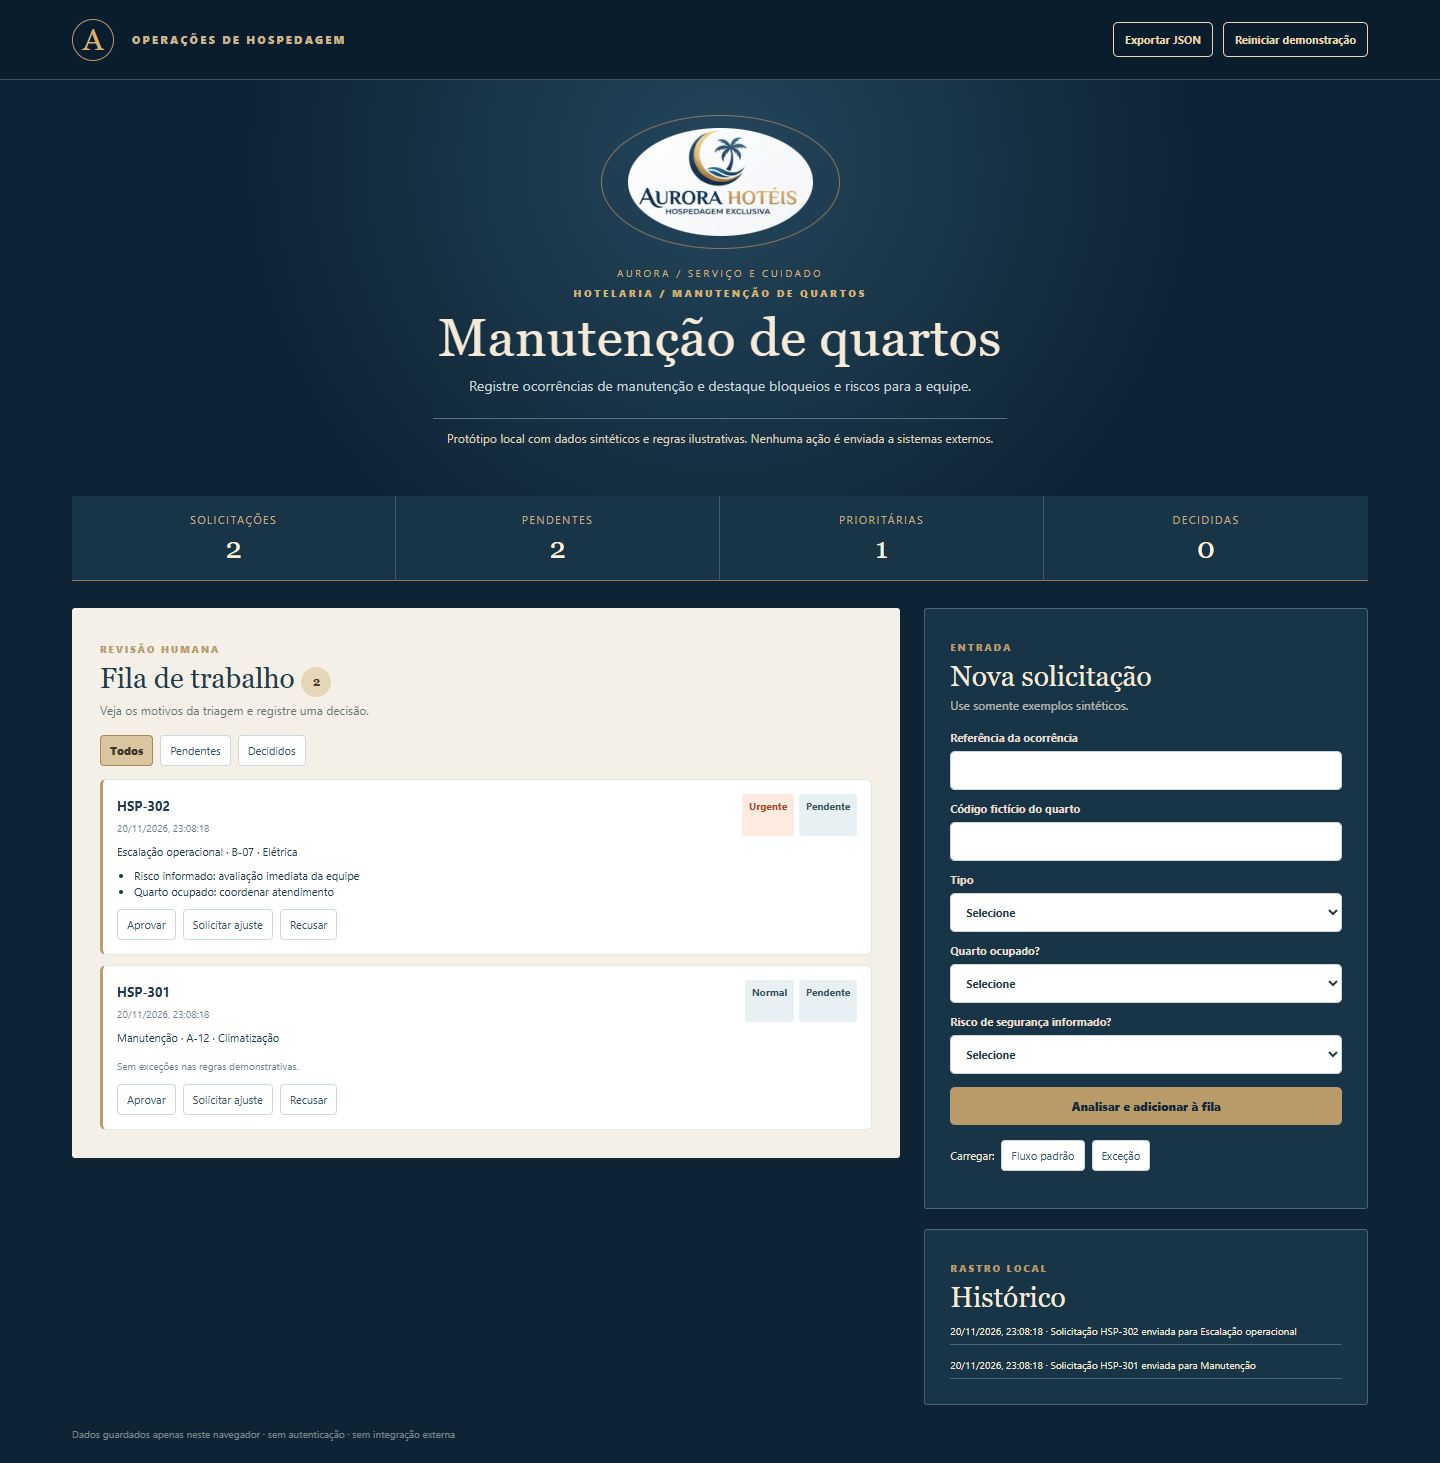 A
OPERAÇÕES DE HOSPEDAGEM
Exportar JSON
Reiniciar demonstração
AURORA HOTÉIS
HOSPEDAGEM EXCLUSIVA
AURORA / SERVIÇO E CUIDADO
HOTELARIA / MANUTENÇÃO DE QUARTOS
Manutenção de quartos
Registre ocorrências de manutenção e destaque bloqueios e riscos para a equipe.
Protótipo local com dados sintéticos e regras ilustrativas. Nenhuma ação é enviada a sistemas externos.
SOLICITAÇÕES
2
PENDENTES
2
PRIORITÁRIAS
1
DECIDIDAS
0
REVISÃO HUMANA
Fila de trabalho 2
Veja os motivos da triagem e registre uma decisão.
Todos
Pendentes
Decididos
HSP-302
Urgente
Pendente
20/11/2026, 23:08:18
Escalação operacional · B-07 · Elétrica
• Risco informado: avaliação imediata da equipe
• Quarto ocupado: coordenar atendimento
Aprovar
Solicitar ajuste
Recusar
HSP-301
Normal
Pendente
20/11/2026, 23:08:18
Manutenção · A-12 · Climatização
Sem exceções nas regras demonstrativas.
Aprovar
Solicitar ajuste
Recusar
ENTRADA
Nova solicitação
Use somente exemplos sintéticos.
Referência da ocorrência
Código fictício do quarto
Tipo
Selecione
Quarto ocupado?
Selecione
Risco de segurança informado?
Selecione
Analisar e adicionar à fila
Carregar:
Fluxo padrão
Exceção
RASTRO LOCAL
Histórico
20/11/2026, 23:08:18 · Solicitação HSP-302 enviada para Escalação operacional
20/11/2026, 23:08:18 · Solicitação HSP-301 enviada para Manutenção
Dados guardados apenas neste navegador · sem autenticação · sem integração externa